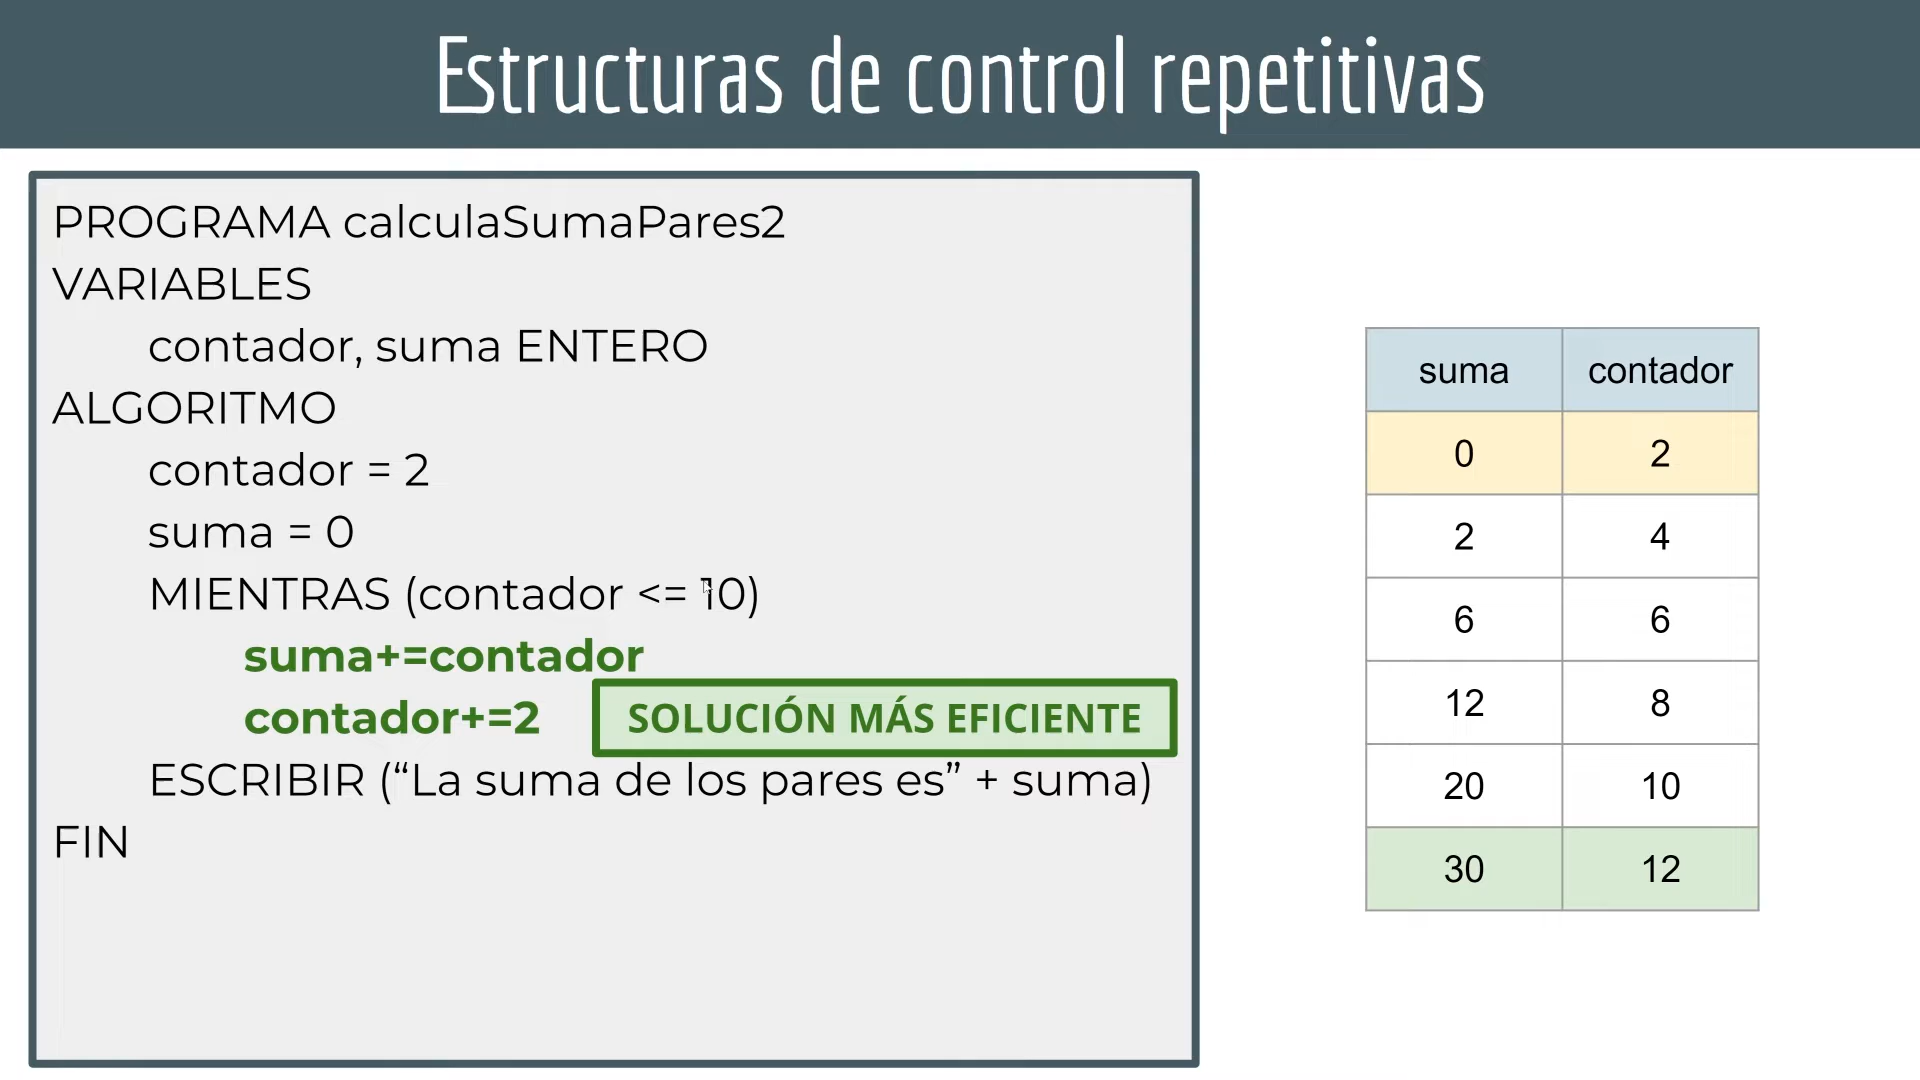 Estructuras de control repetitivas
PROGRAMA calculaSumaPares2
VARIABLES
contador, suma ENTERO
ALGORITMO
contador = 2
suma = 0
MIENTRAS (contador <= 10)
suma+=contador
contador+=2
SOLUCIÓN MÁS EFICIENTE
ESCRIBIR (“La suma de los pares es” + suma)
FIN
suma contador
0 2
2 4
6 6
12 8
20 10
30 12